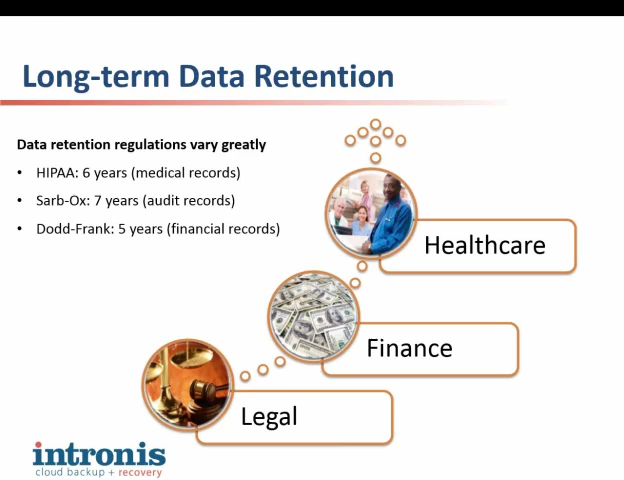 Long-term Data Retention
Data retention regulations vary greatly
• HIPAA: 6 years (medical records)
• Sarb-Ox: 7 years (audit records)
• Dodd-Frank: 5 years (financial records)
Healthcare
Finance
Legal
intronis
cloud backup + recovery